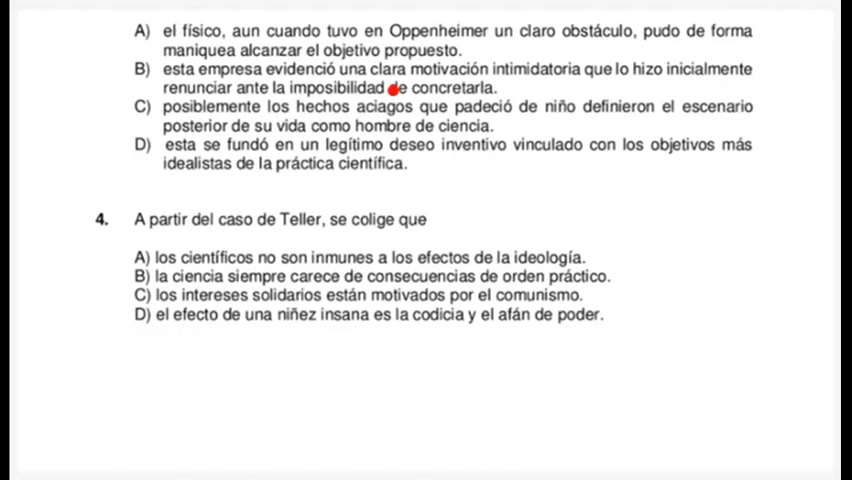 A) el físico, aun cuando tuvo en Oppenheimer un claro obstáculo, pudo de forma
maniquea alcanzar el objetivo propuesto.
B) esta empresa evidenció una clara motivación intimidatoria que lo hizo inicialmente
renunciar ante la imposibilidad de concretarla.
C) posiblemente los hechos aciagos que padeció de niño definieron el escenario
posterior de su vida como hombre de ciencia.
D) esta se fundó en un legítimo deseo inventivo vinculado con los objetivos más
idealistas de la práctica científica.
4. A partir del caso de Teller, se colige que
A) los científicos no son inmunes a los efectos de la ideología.
B) la ciencia siempre carece de consecuencias de orden práctico.
C) los intereses solidarios están motivados por el comunismo.
D) el efecto de una niñez insana es la codicia y el afán de poder.